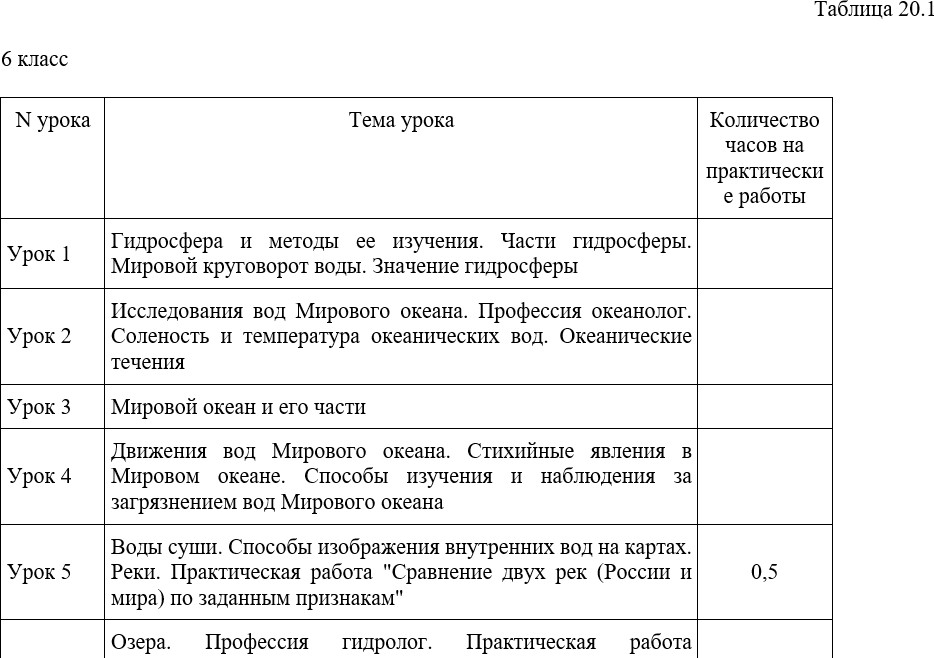 Таблица 20.1
6 класс
N урока
Тема урока
Количество
часов на
практически
е работы
Урок 1
Гидросфера и методы ее изучения. Части гидросферы.
Мировой круговорот воды. Значение гидросферы
Урок 2
Исследования вод Мирового океана. Профессия океанолог.
Соленость и температура океанических вод. Океанические
течения
Урок 3
Мировой океан и его части
Урок 4
Движения вод Мирового океана. Стихийные явления в
Мировом океане. Способы изучения и наблюдения за
загрязнением вод Мирового океана
Урок 5
Воды суши. Способы изображения внутренних вод на картах.
Реки. Практическая работа "Сравнение двух рек (России и
мира) по заданным признакам"
0,5
Озера. Профессия гидролог. Практическая работа